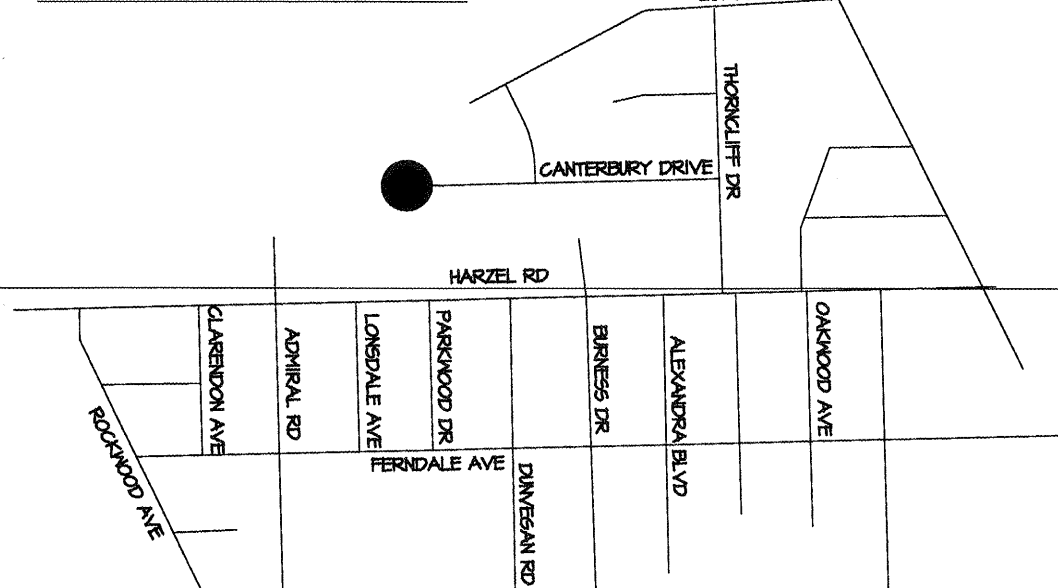 THORNCLIFF DR
CANTERBURY DRIVE
HARZEL RD
CLARENDON AVE
ADMIRAL RD
LONSDALE AVE
PARKWOOD DR
BURNESS DR
ALEXANDRA BLVD
OAKWOOD AVE
ROCKWOOD AVE
FERNDALE AVE
DUNVEGAN RD